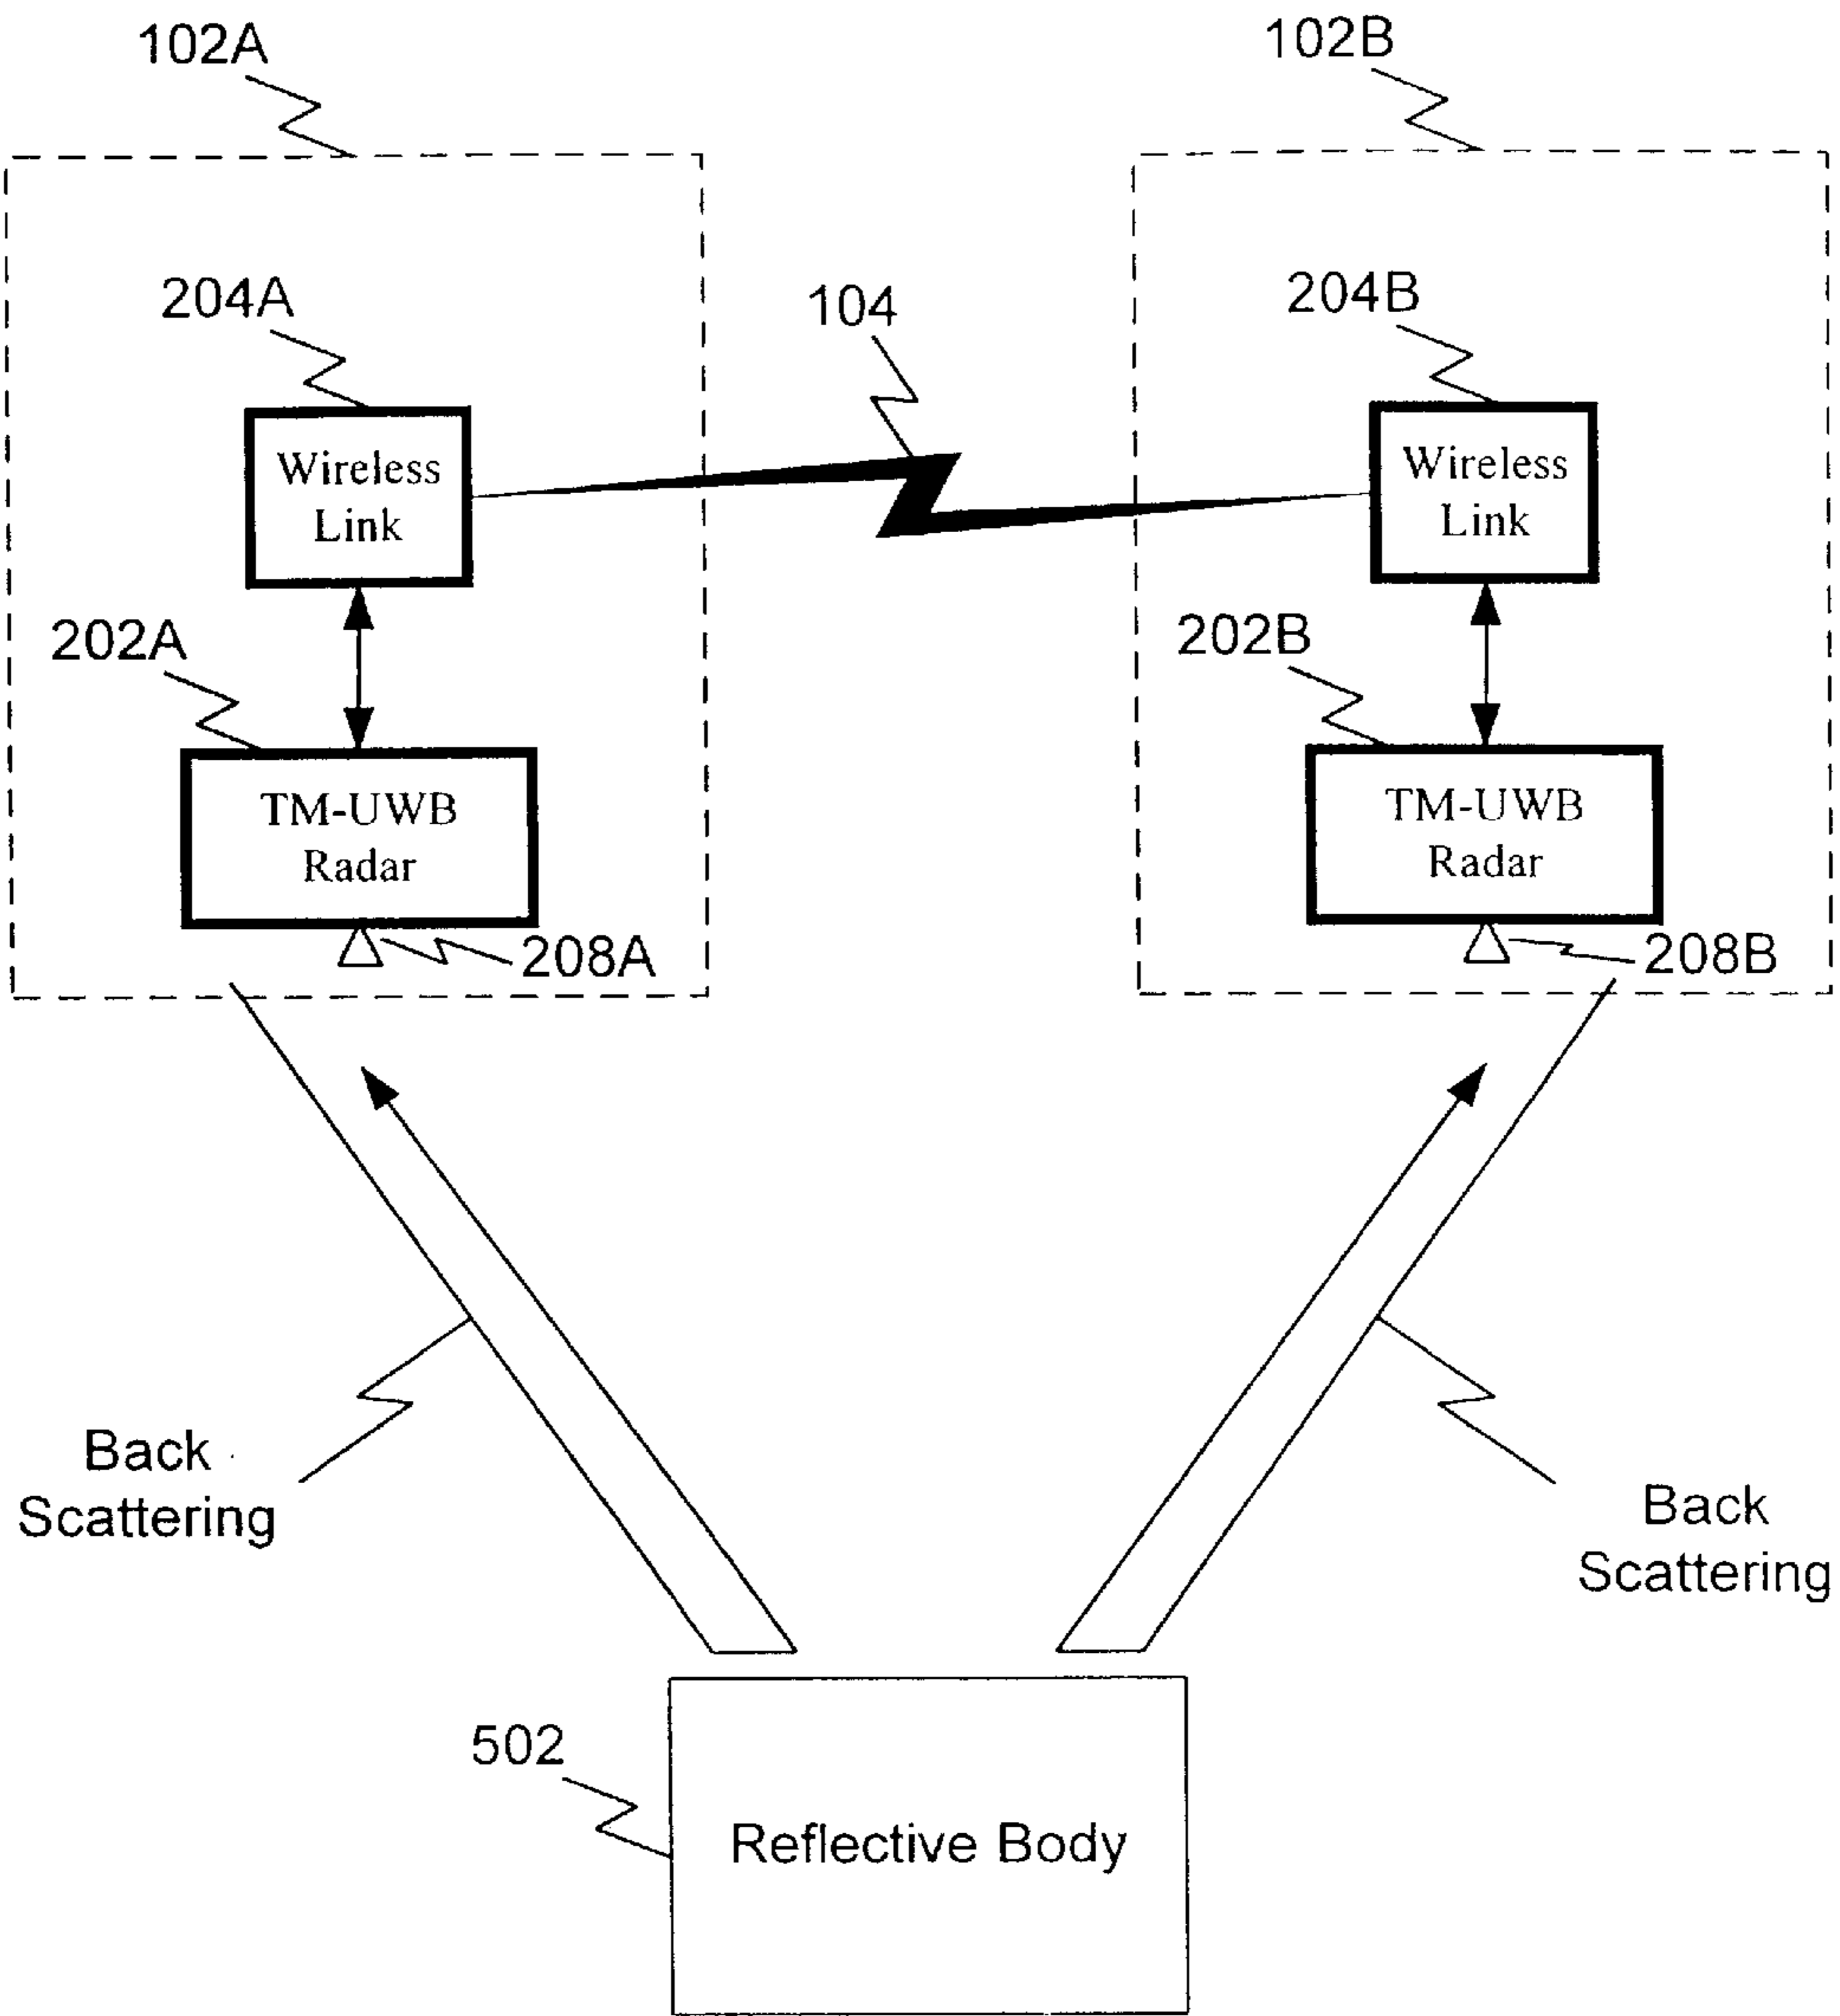 102A
102B
204A
104
204B
Wireless
Link
Wireless
Link
202A
202B
TM-UWB
Radar
TM-UWB
Radar
208A
208B
Back
Scattering
Back
Scattering
502
Reflective Body